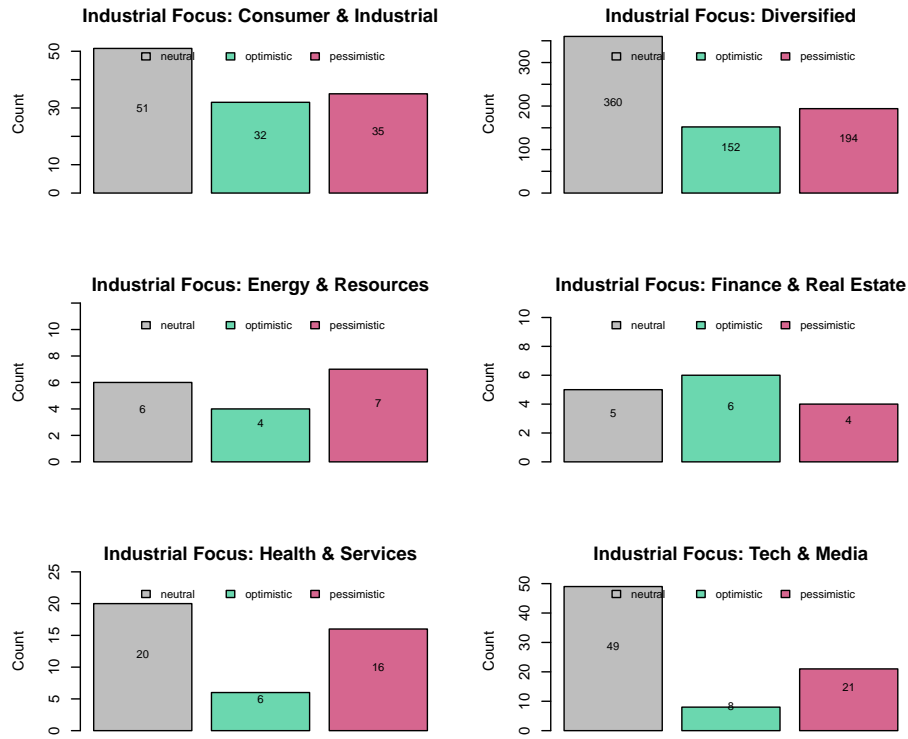 Industrial Focus: Consumer & Industrial
Count
0
10
30
50
neutral
optimistic
pessimistic
51
32
35
Industrial Focus: Diversified
Count
0
100
200
300
neutral
optimistic
pessimistic
360
152
194
Industrial Focus: Energy & Resources
Count
0
2
4
6
8
10
neutral
optimistic
pessimistic
6
4
7
Industrial Focus: Finance & Real Estate
Count
0
2
4
6
8
10
neutral
optimistic
pessimistic
5
6
4
Industrial Focus: Health & Services
Count
0
5
10
15
20
25
neutral
optimistic
pessimistic
20
6
16
Industrial Focus: Tech & Media
Count
0
10
20
30
40
50
neutral
optimistic
pessimistic
49
8
21